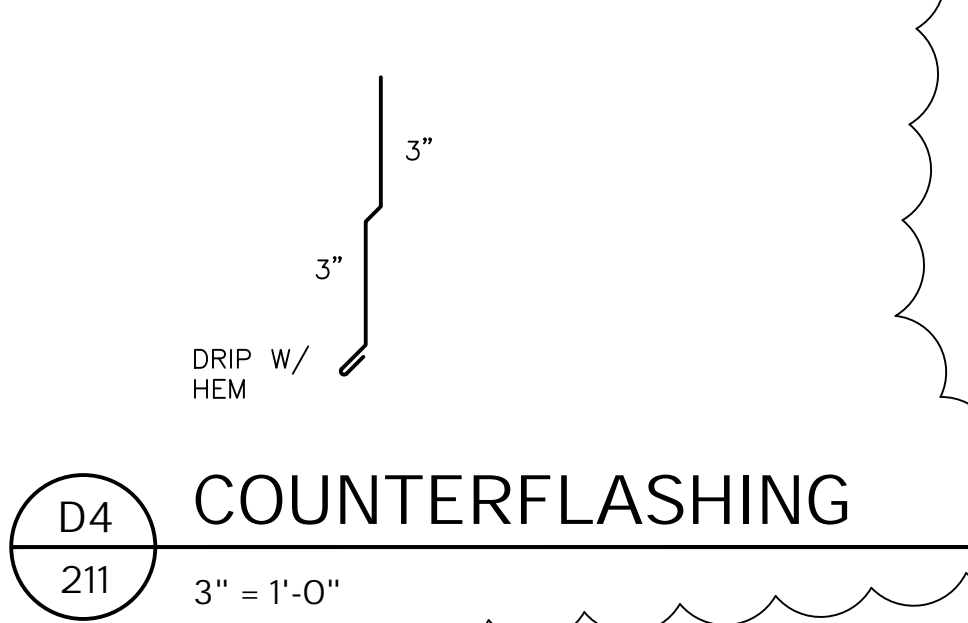 3”
3”
DRIP W/
HEM
D4
COUNTERFLASHING
211
3" = 1'-0"